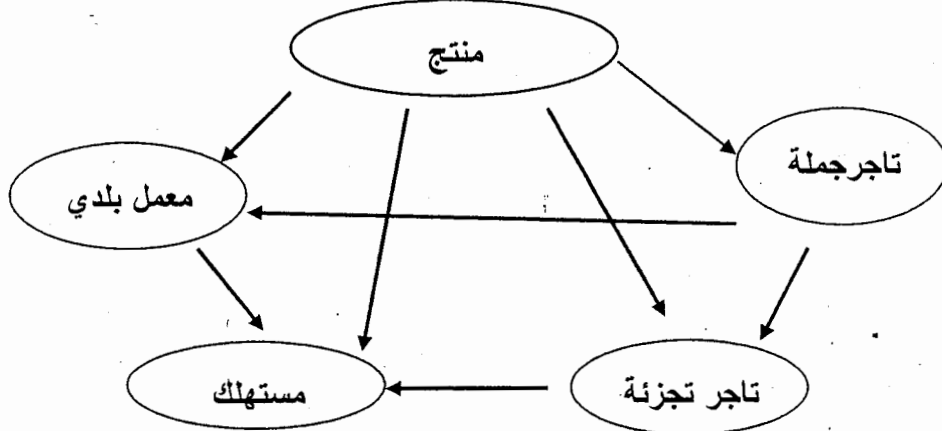 منتج
تاجرجملة
معمل بلدي
تاجر تجزئة
مستهلك